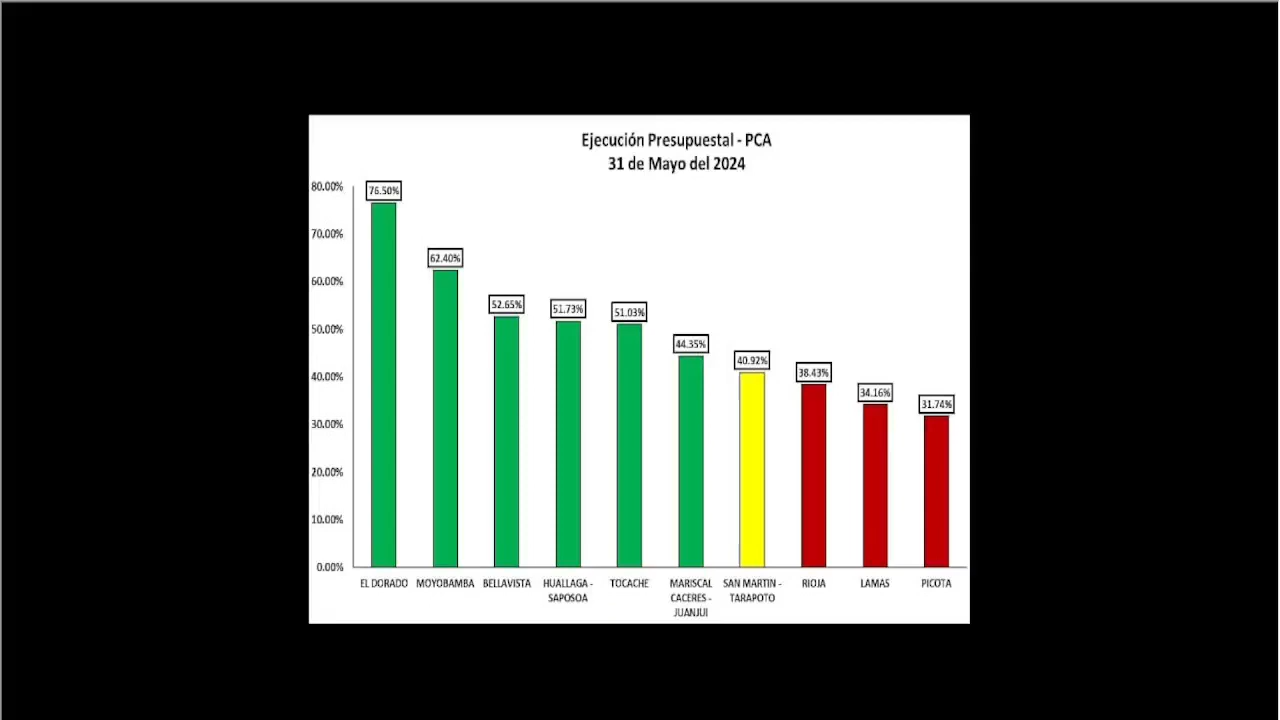 Ejecución Presupuestal - PCA
31 de Mayo del 2024
80.00%
70.00%
60.00%
50.00%
40.00%
30.00%
20.00%
10.00%
0.00%
76.50%
62.40%
52.65%
51.73%
51.03%
44.35%
40.92%
38.43%
34.16%
31.74%
EL DORADO
MOYOBAMBA
BELLAVISTA
HUALLAGA -
SAPOSOA
TOCACHE
MARISCAL
CACERES -
JUANJUI
SAN MARTIN -
TARAPOTO
RIOJA
LAMAS
PICOTA